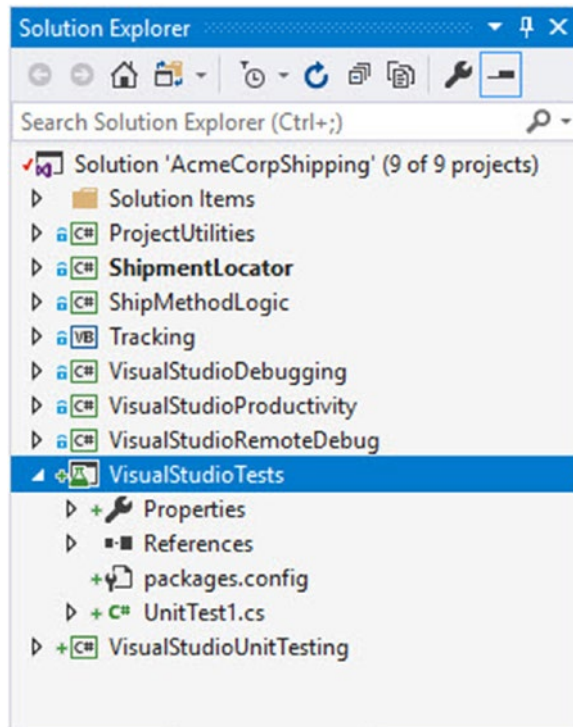 Solution Explorer
Search Solution Explorer (Ctrl+;)
Solution 'AcmeCorpShipping' (9 of 9 projects)
Solution Items
C# ProjectUtilities
C# ShipmentLocator
C# ShipMethodLogic
VB Tracking
C# VisualStudioDebugging
C# VisualStudioProductivity
C# VisualStudioRemoteDebug
VisualStudioTests
Properties
References
packages.config
C# UnitTest1.cs
C# VisualStudioUnitTesting